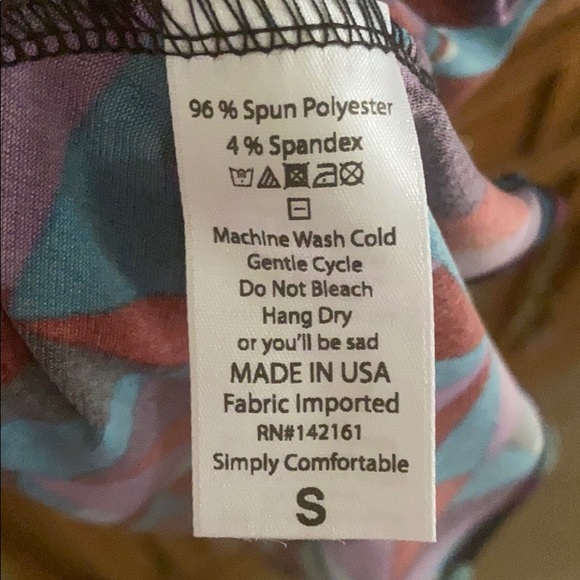 96 % Spun Polyester
4 % Spandex
Machine Wash Cold
Gentle Cycle
Do Not Bleach
Hang Dry
or you'll be sad
MADE IN USA
Fabric Imported
RN#142161
Simply Comfortable
S